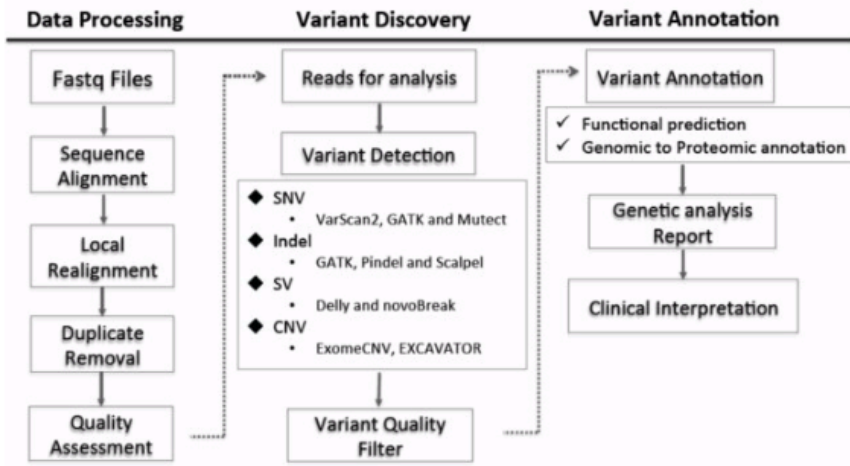 Data Processing
Fastq Files
Sequence
Alignment
Local
Realignment
Duplicate
Removal
Quality
Assessment
Variant Discovery
Reads for analysis
Variant Detection
◆ SNV
• VarScan2, GATK and Mutect
◆ Indel
• GATK, Pindel and Scalpel
◆ SV
• Delly and novoBreak
◆ CNV
• ExomeCNV, EXCAVATOR
Variant Quality
Filter
Variant Annotation
Variant Annotation
✓ Functional prediction
✓ Genomic to Proteomic annotation
Genetic analysis
Report
Clinical Interpretation